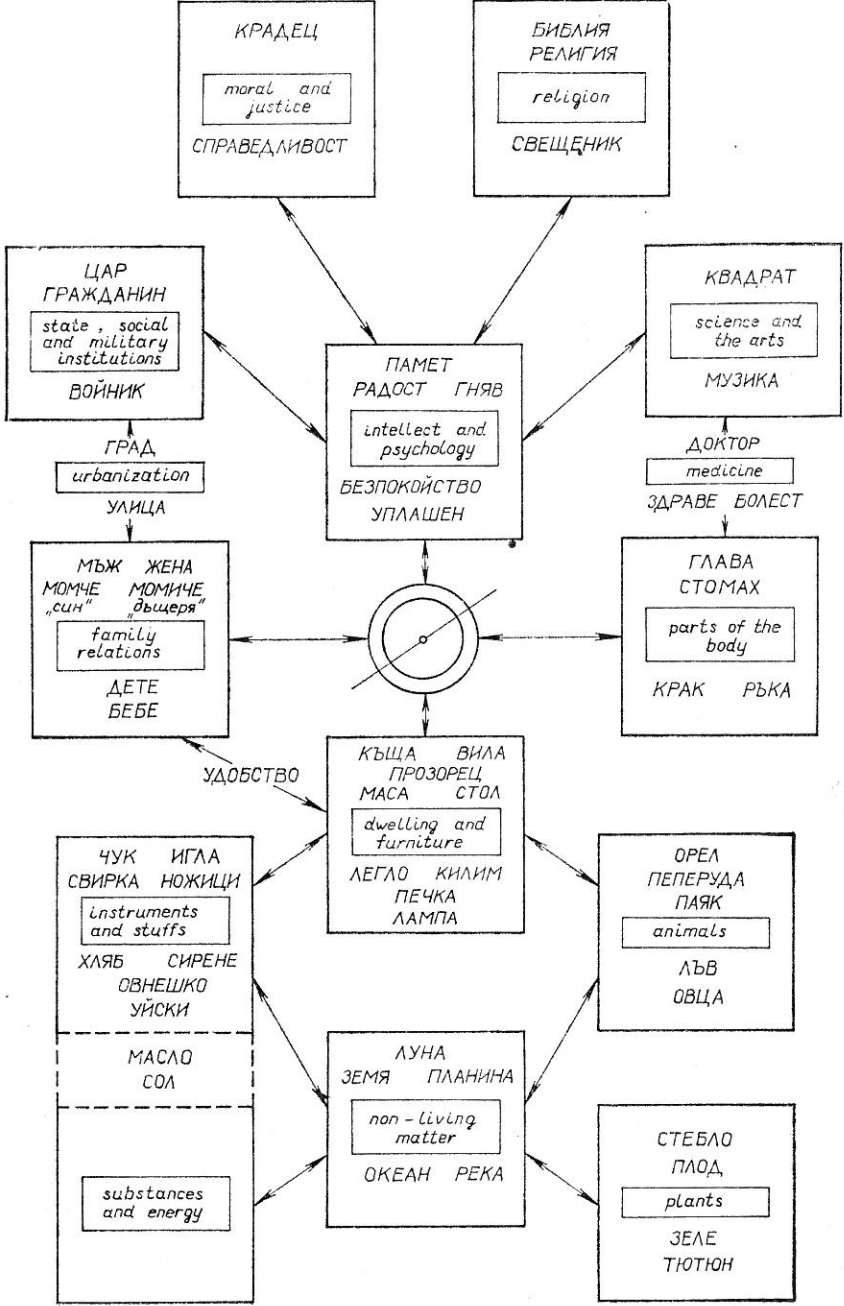 КРАДЕЦ
moral and
justice
СПРАВЕДЛИВОСТ
БИБЛИЯ
РЕЛИГИЯ
religion
СВЕЩЕНИК
ЦАР
ГРАЖДАНИН
state, social
and military
institutions
ВОЙНИК
ПАМЕТ
РАДОСТ ГНЯВ
intellect and
psychology
БЕЗПОКОЙСТВО
УПЛАШЕН
КВАДРАТ
science and
the arts
МУЗИКА
ГРАД
urbanization
УЛИЦА
ДОКТОР
medicine
ЗДРАВЕ БОЛЕСТ
МЪЖ ЖЕНА
МОМЧЕ МОМИЧЕ
„син“ „дъщеря“
family
relations
ДЕТЕ
БЕБЕ
ГЛАВА
СТОМАХ
parts of the
body
КРАК РЪКА
УДОБСТВО
КЪЩА ВИЛА
ПРОЗОРЕЦ
МАСА СТОЛ
dwelling and
furniture
ЛЕГЛО КИЛИМ
ПЕЧКА
ЛАМПА
ЧУК ИГЛА
СВИРКА НОЖИЦИ
instruments
and stuffs
ХЛЯБ СИРЕНЕ
ОВНЕШКО
УЙСКИ
МАСЛО
СОЛ
substances
and energy
ОРЕЛ
ПЕПЕРУДА
ПАЯК
animals
ЛЪВ
ОВЦА
ЛУНА
ЗЕМЯ ПЛАНИНА
non-living
matter
ОКЕАН РЕКА
СТЕБЛО
ПЛОД
plants
ЗЕЛЕ
ТЮТЮН